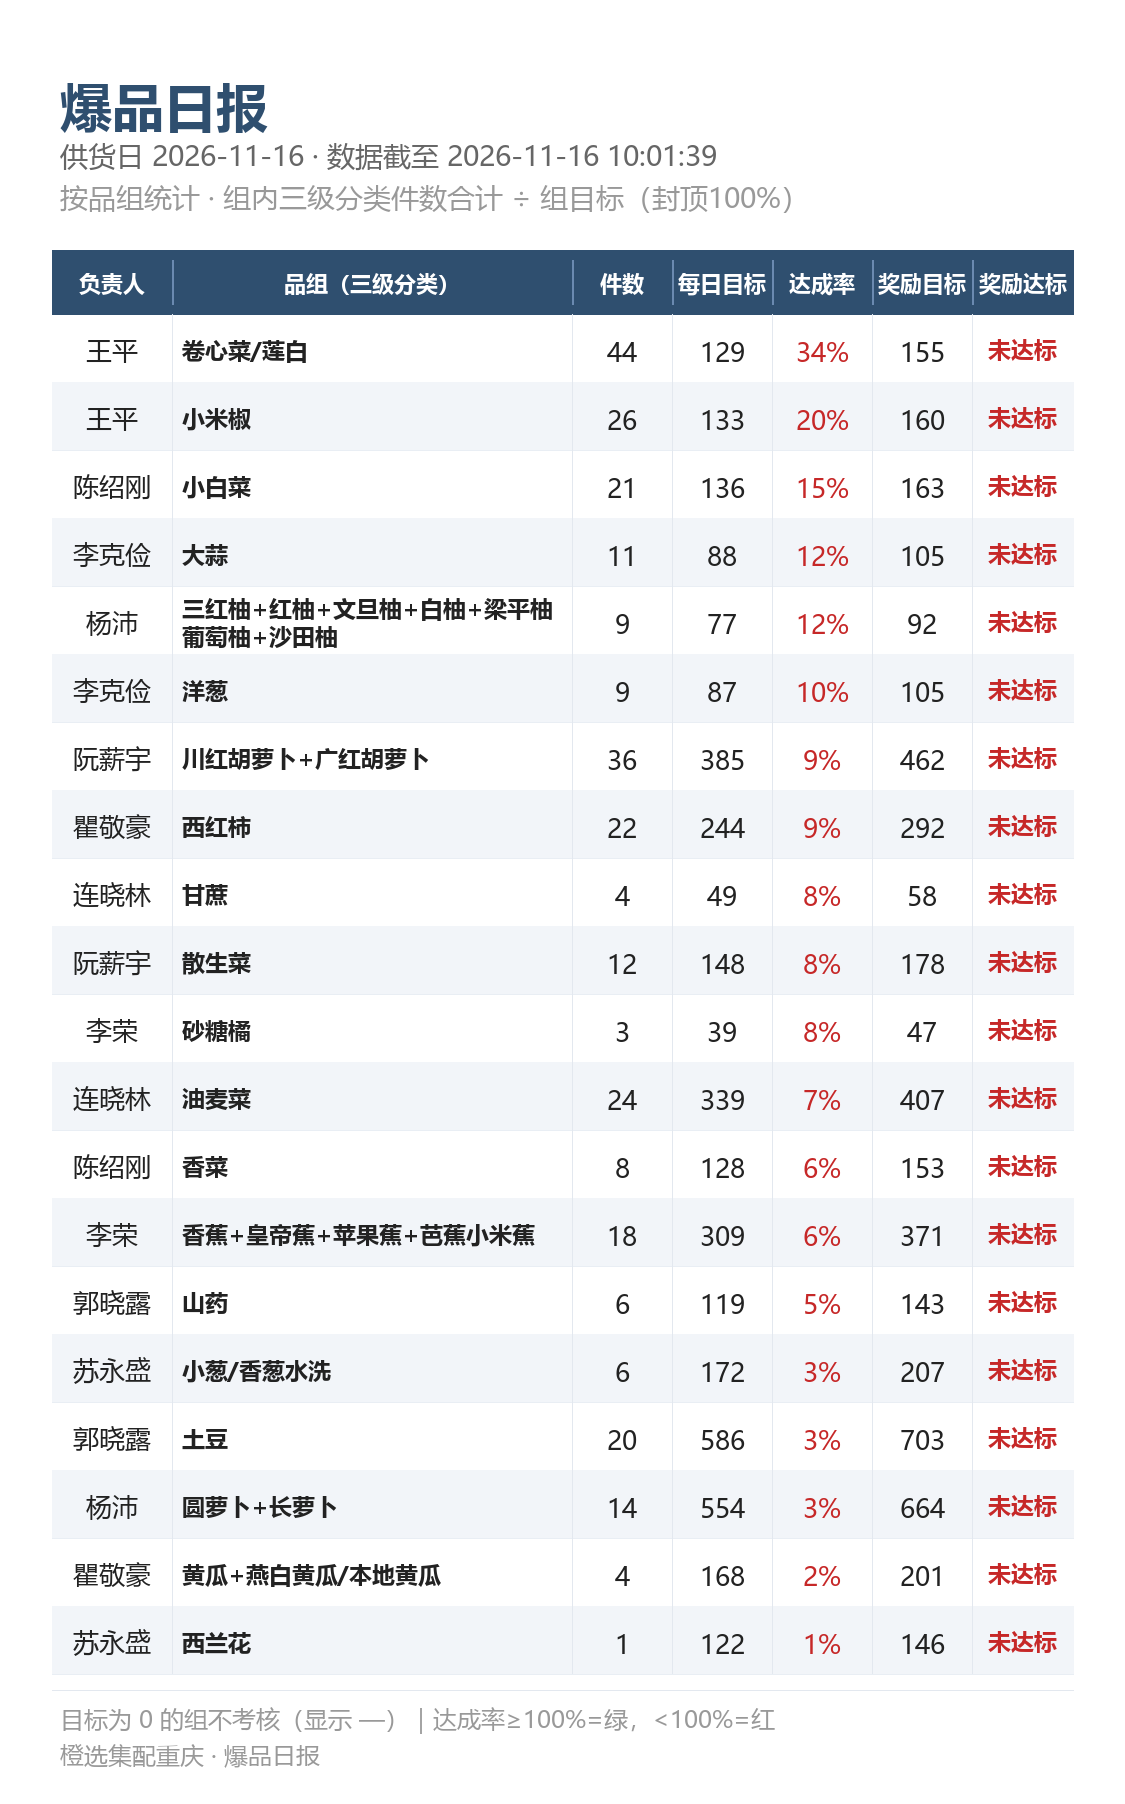 爆品日报
供货日 2026-11-16 · 数据截至 2026-11-16 10:01:39
按品组统计 · 组内三级分类件数合计 ÷ 组目标（封顶100%）
负责人 品组（三级分类） 件数 每日目标 达成率 奖励目标 奖励达标
王平 卷心菜/莲白 44 129 34% 155 未达标
王平 小米椒 26 133 20% 160 未达标
陈绍刚 小白菜 21 136 15% 163 未达标
李克俭 大蒜 11 88 12% 105 未达标
杨沛 三红柚+红柚+文旦柚+白柚+梁平柚
葡萄柚+沙田柚 9 77 12% 92 未达标
李克俭 洋葱 9 87 10% 105 未达标
阮薪宇 川红胡萝卜+广红胡萝卜 36 385 9% 462 未达标
瞿敬豪 西红柿 22 244 9% 292 未达标
连晓林 甘蔗 4 49 8% 58 未达标
阮薪宇 散生菜 12 148 8% 178 未达标
李荣 砂糖橘 3 39 8% 47 未达标
连晓林 油麦菜 24 339 7% 407 未达标
陈绍刚 香菜 8 128 6% 153 未达标
李荣 香蕉+皇帝蕉+苹果蕉+芭蕉小米蕉 18 309 6% 371 未达标
郭晓露 山药 6 119 5% 143 未达标
苏永盛 小葱/香葱水洗 6 172 3% 207 未达标
郭晓露 土豆 20 586 3% 703 未达标
杨沛 圆萝卜+长萝卜 14 554 3% 664 未达标
瞿敬豪 黄瓜+燕白黄瓜/本地黄瓜 4 168 2% 201 未达标
苏永盛 西兰花 1 122 1% 146 未达标
目标为 0 的组不考核（显示 —）｜达成率≥100%=绿，<100%=红
橙选集配重庆 · 爆品日报